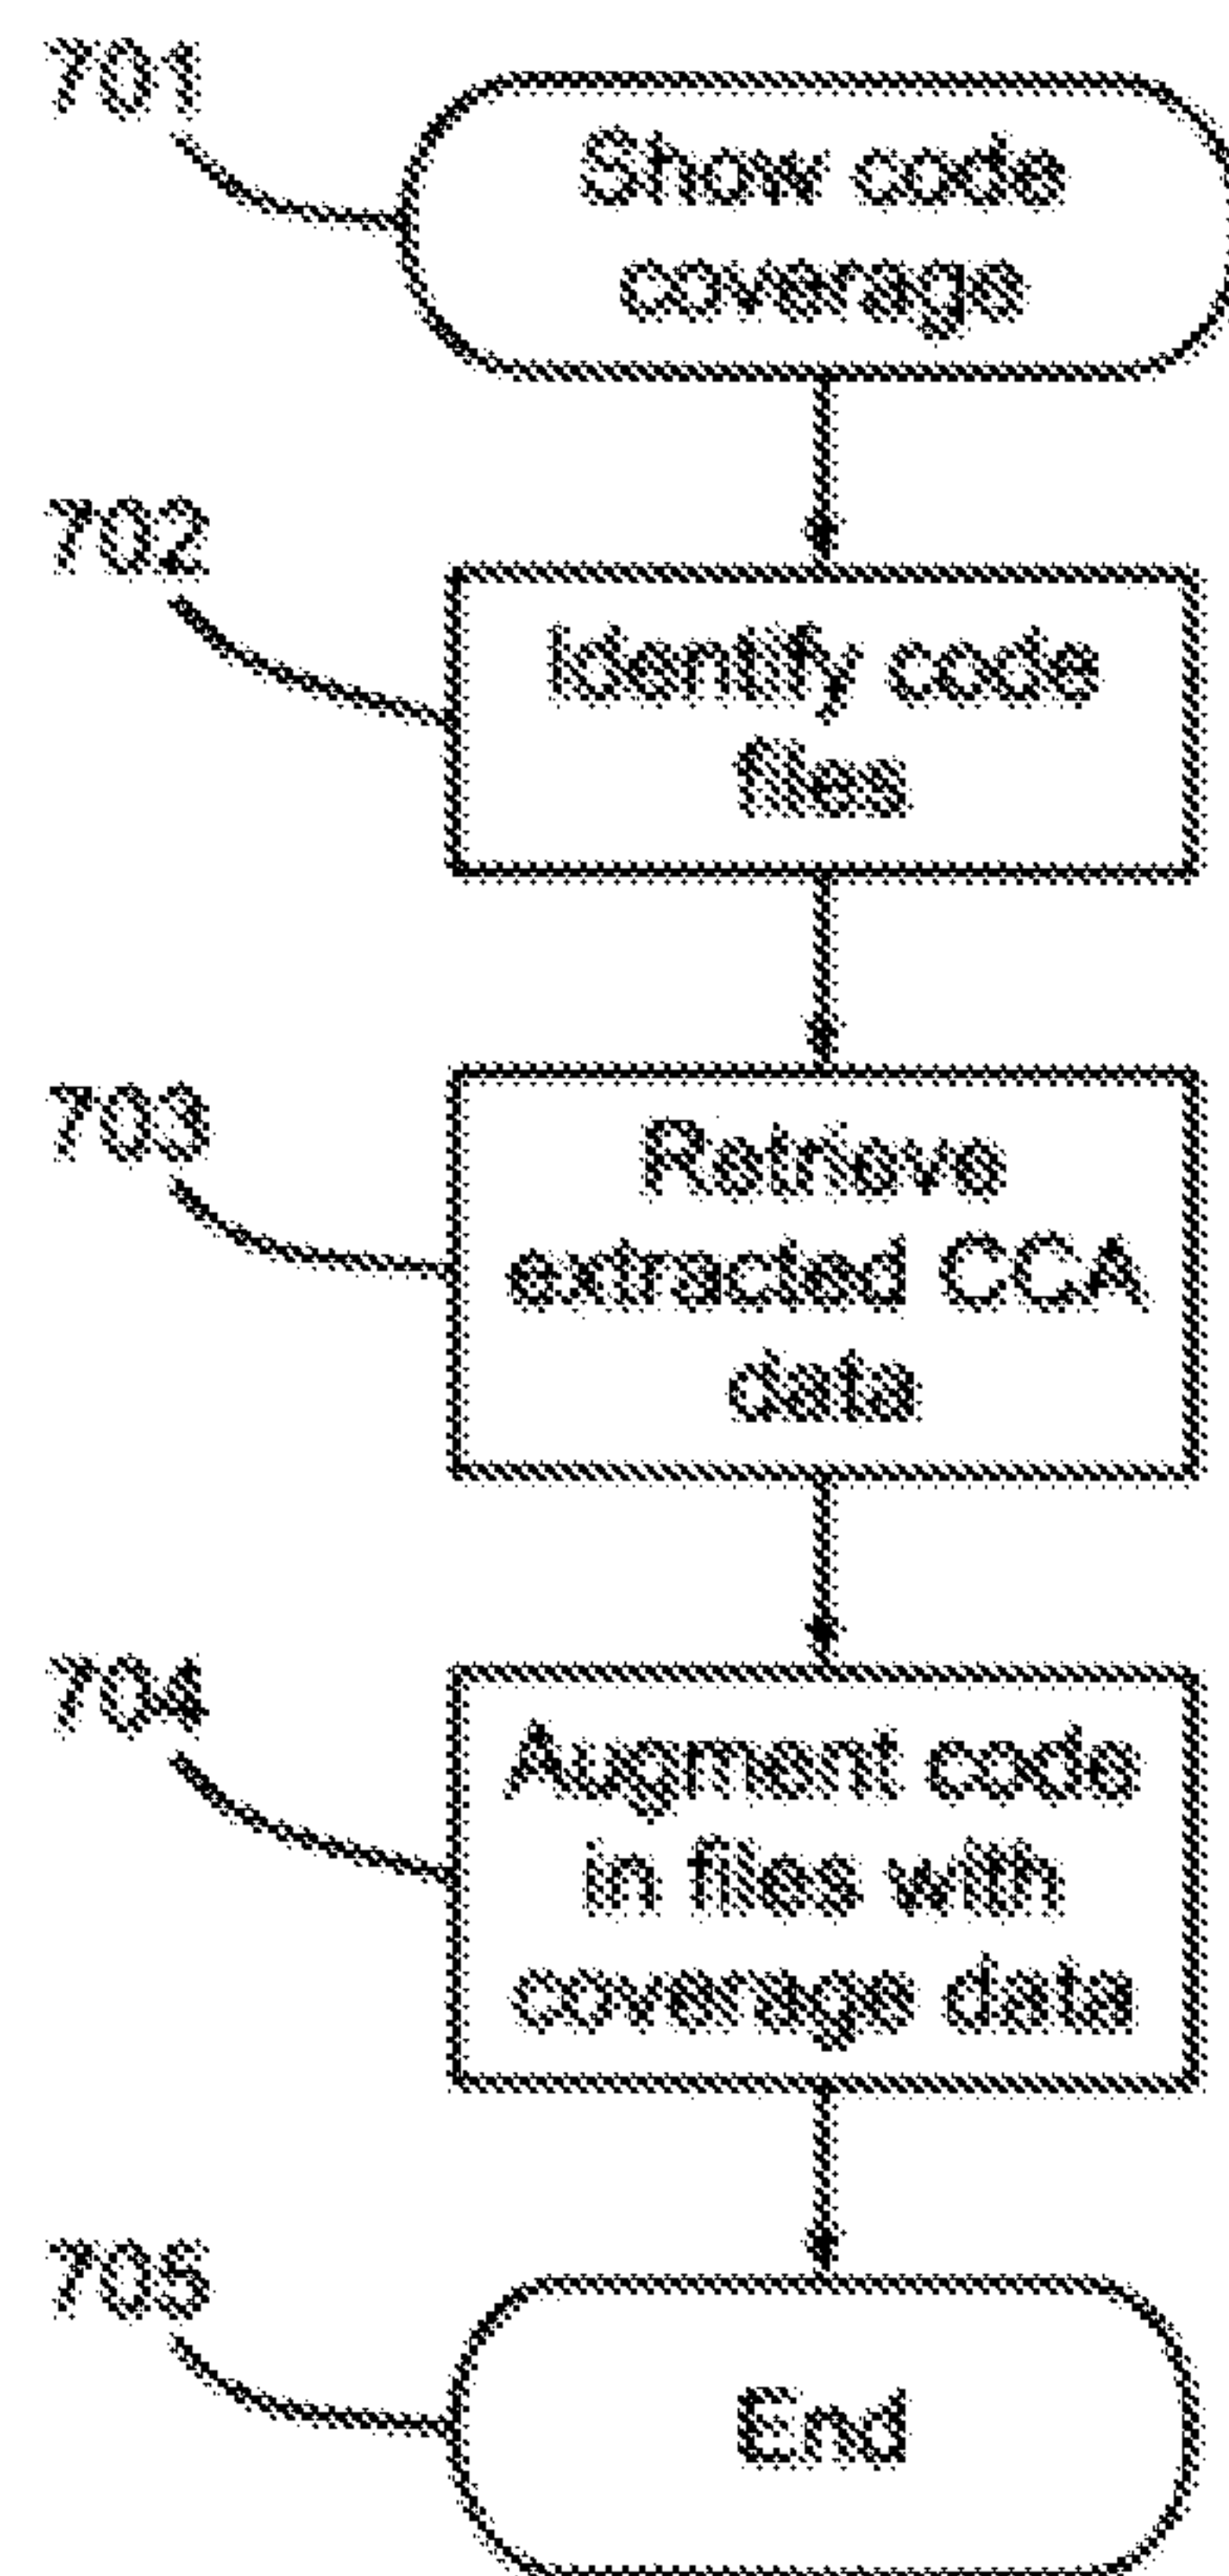 701
Show code
coverage
702
Identify code
files
703
Retrieve
extracted CCA
data
704
Augment code
in files with
coverage data
705
End